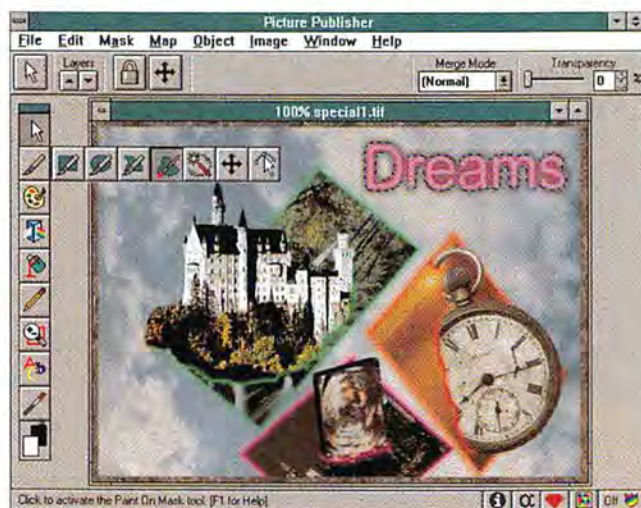 Picture Publisher
File Edit Mask Map Object Image Window Help
Layers
Merge Mode
Transparency
(Normal)
0 %
100% special1.tif
Dreams
Click to activate the Paint On Mask tool. [F1 for Help]
Off